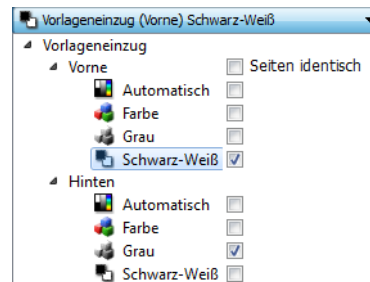 Vorlageneinzug (Vorne) Schwarz-Weiß
Vorlageneinzug
Vorne Seiten identisch
Automatisch
Farbe
Grau
Schwarz-Weiß
Hinten
Automatisch
Farbe
Grau
Schwarz-Weiß